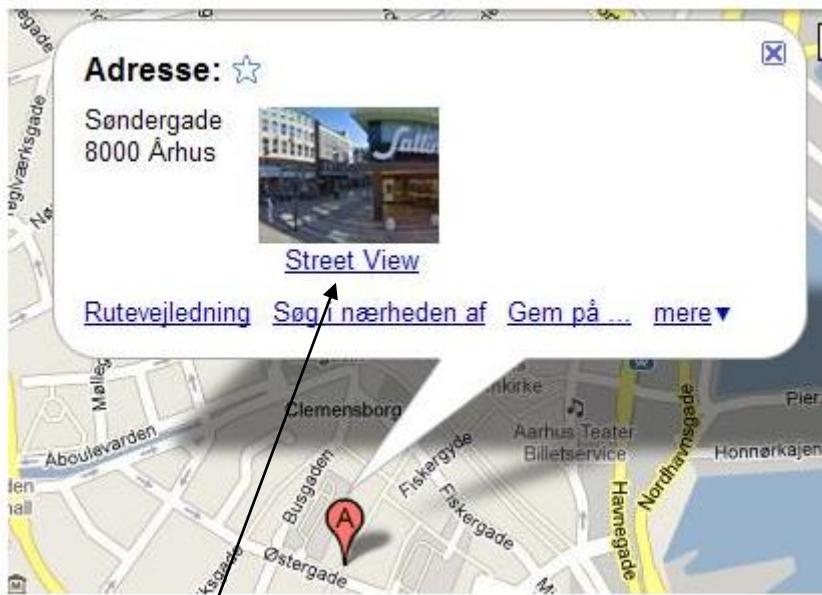 Adresse:
Søndergade
8000 Århus
Salling
Street View
Rutevejledning Søg i nærheden af Gem på ... mere
Clemensborg
Aarhus Teater
Billetservice
Pier
Honnørkajen
Nordhavnsgade
Havnegade
Aboulevarden
Busgaden
Fiskergyde
Fiskergade
Østergade
A